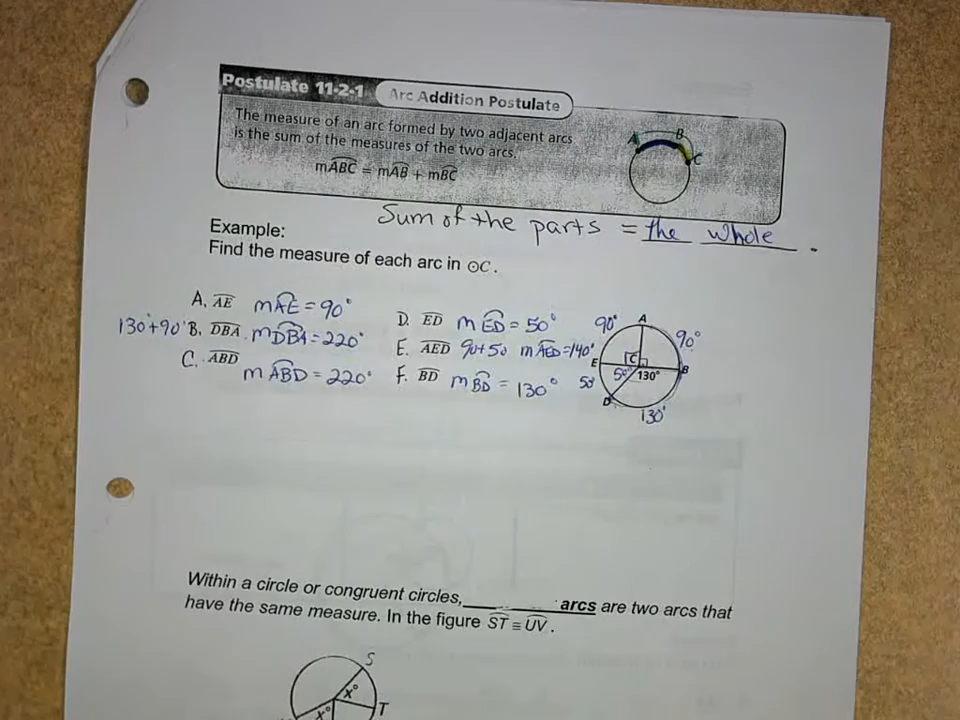 Postulate 11-2-1 Arc Addition Postulate
The measure of an arc formed by two adjacent arcs
is the sum of the measures of the two arcs.
mABC = mAB + mBC
A B C
Sum of the parts = the whole.
Example:
Find the measure of each arc in ⊙C.
A. AE mAE = 90°
130°+90° B. DBA mDBA = 220°
C. ABD mABD = 220°
D. ED mED = 50°
E. AED 90+50 mAED = 140°
F. BD mBD = 130°
90° A 90°
E C B
50° 50° 130°
D 130°
Within a circle or congruent circles, ________ arcs are two arcs that
have the same measure. In the figure ST ≅ UV.
S
x°
x° T